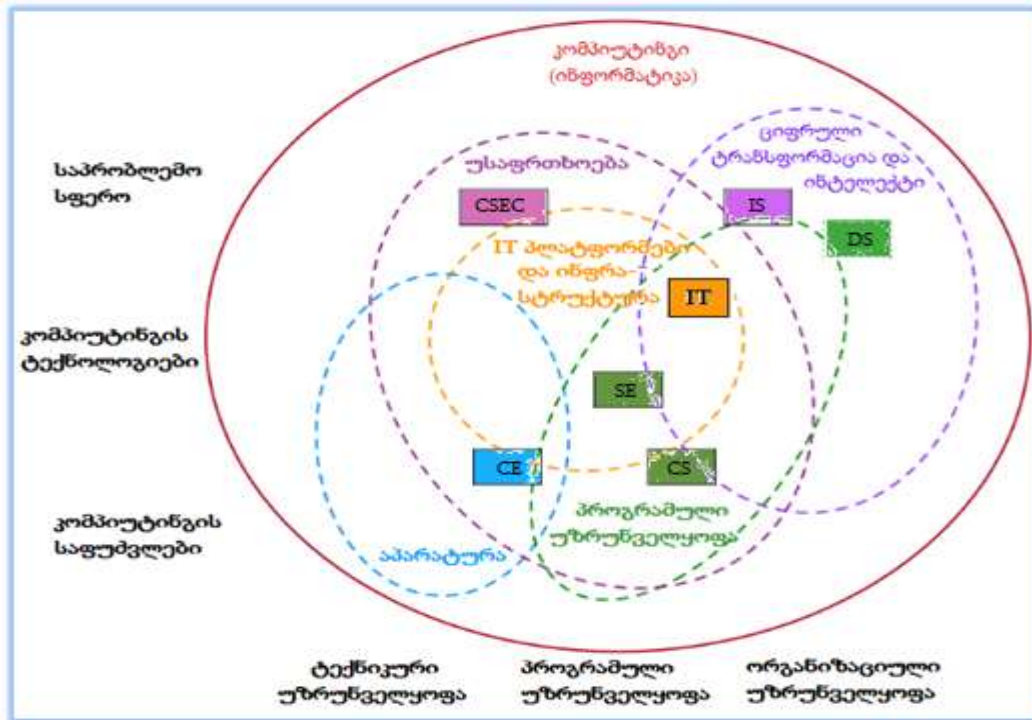 კომპიუტინგი
(ინფორმატიკა)
ციფრული
ტრანსფორმაცია და
ინტელექტი
უსაფრთხოება
საპრობლემო
სფერო
CSEC
IS
DS
IT პლატფორმები
და ინფრა-
სტრუქტურა
IT
კომპიუტინგის
ტექნოლოგიები
SE
CE
CS
პროგრამული
უზრუნველყოფა
კომპიუტინგის
საფუძვლები
აპარატურა
ტექნიკური
უზრუნველყოფა
პროგრამული
უზრუნველყოფა
ორგანიზაციული
უზრუნველყოფა